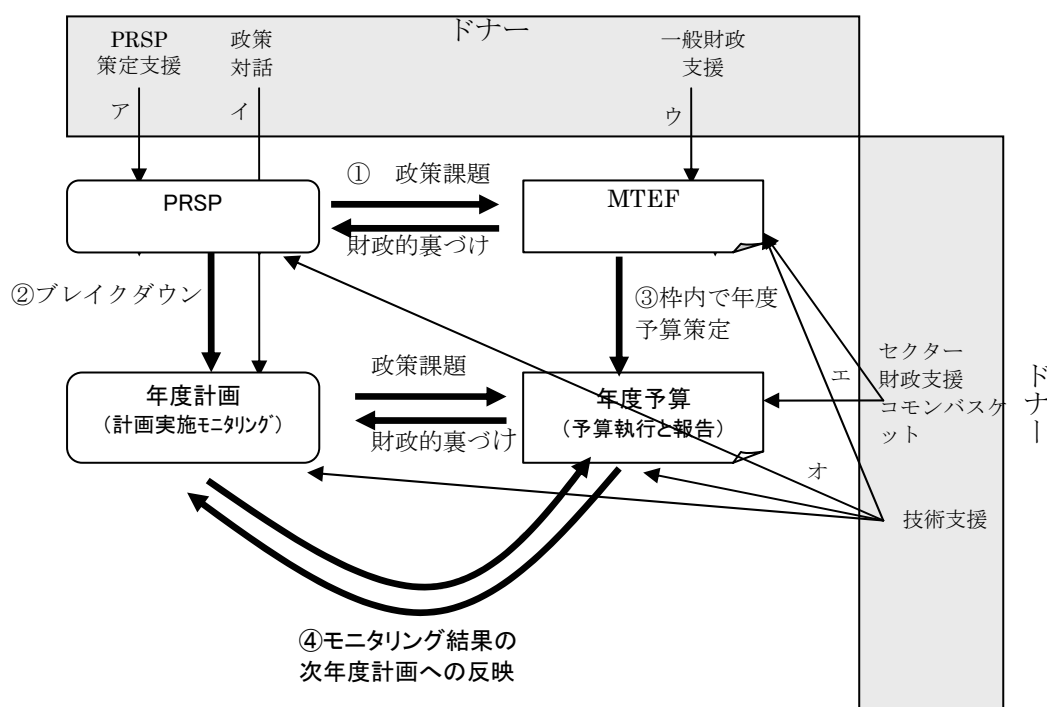 ドナー
PRSP
策定支援
政策
対話
一般財政
支援
ア
イ
ウ
PRSP
① 政策課題
財政的裏づけ
MTEF
②ブレイクダウン
③枠内で年度
予算策定
年度計画
(計画実施ﾓﾆﾀﾘﾝｸﾞ)
政策課題
財政的裏づけ
年度予算
(予算執行と報告)
エ
セクター
財政支援
コモンバスケ
ット
ドナー
オ
技術支援
④モニタリング結果の
次年度計画への反映